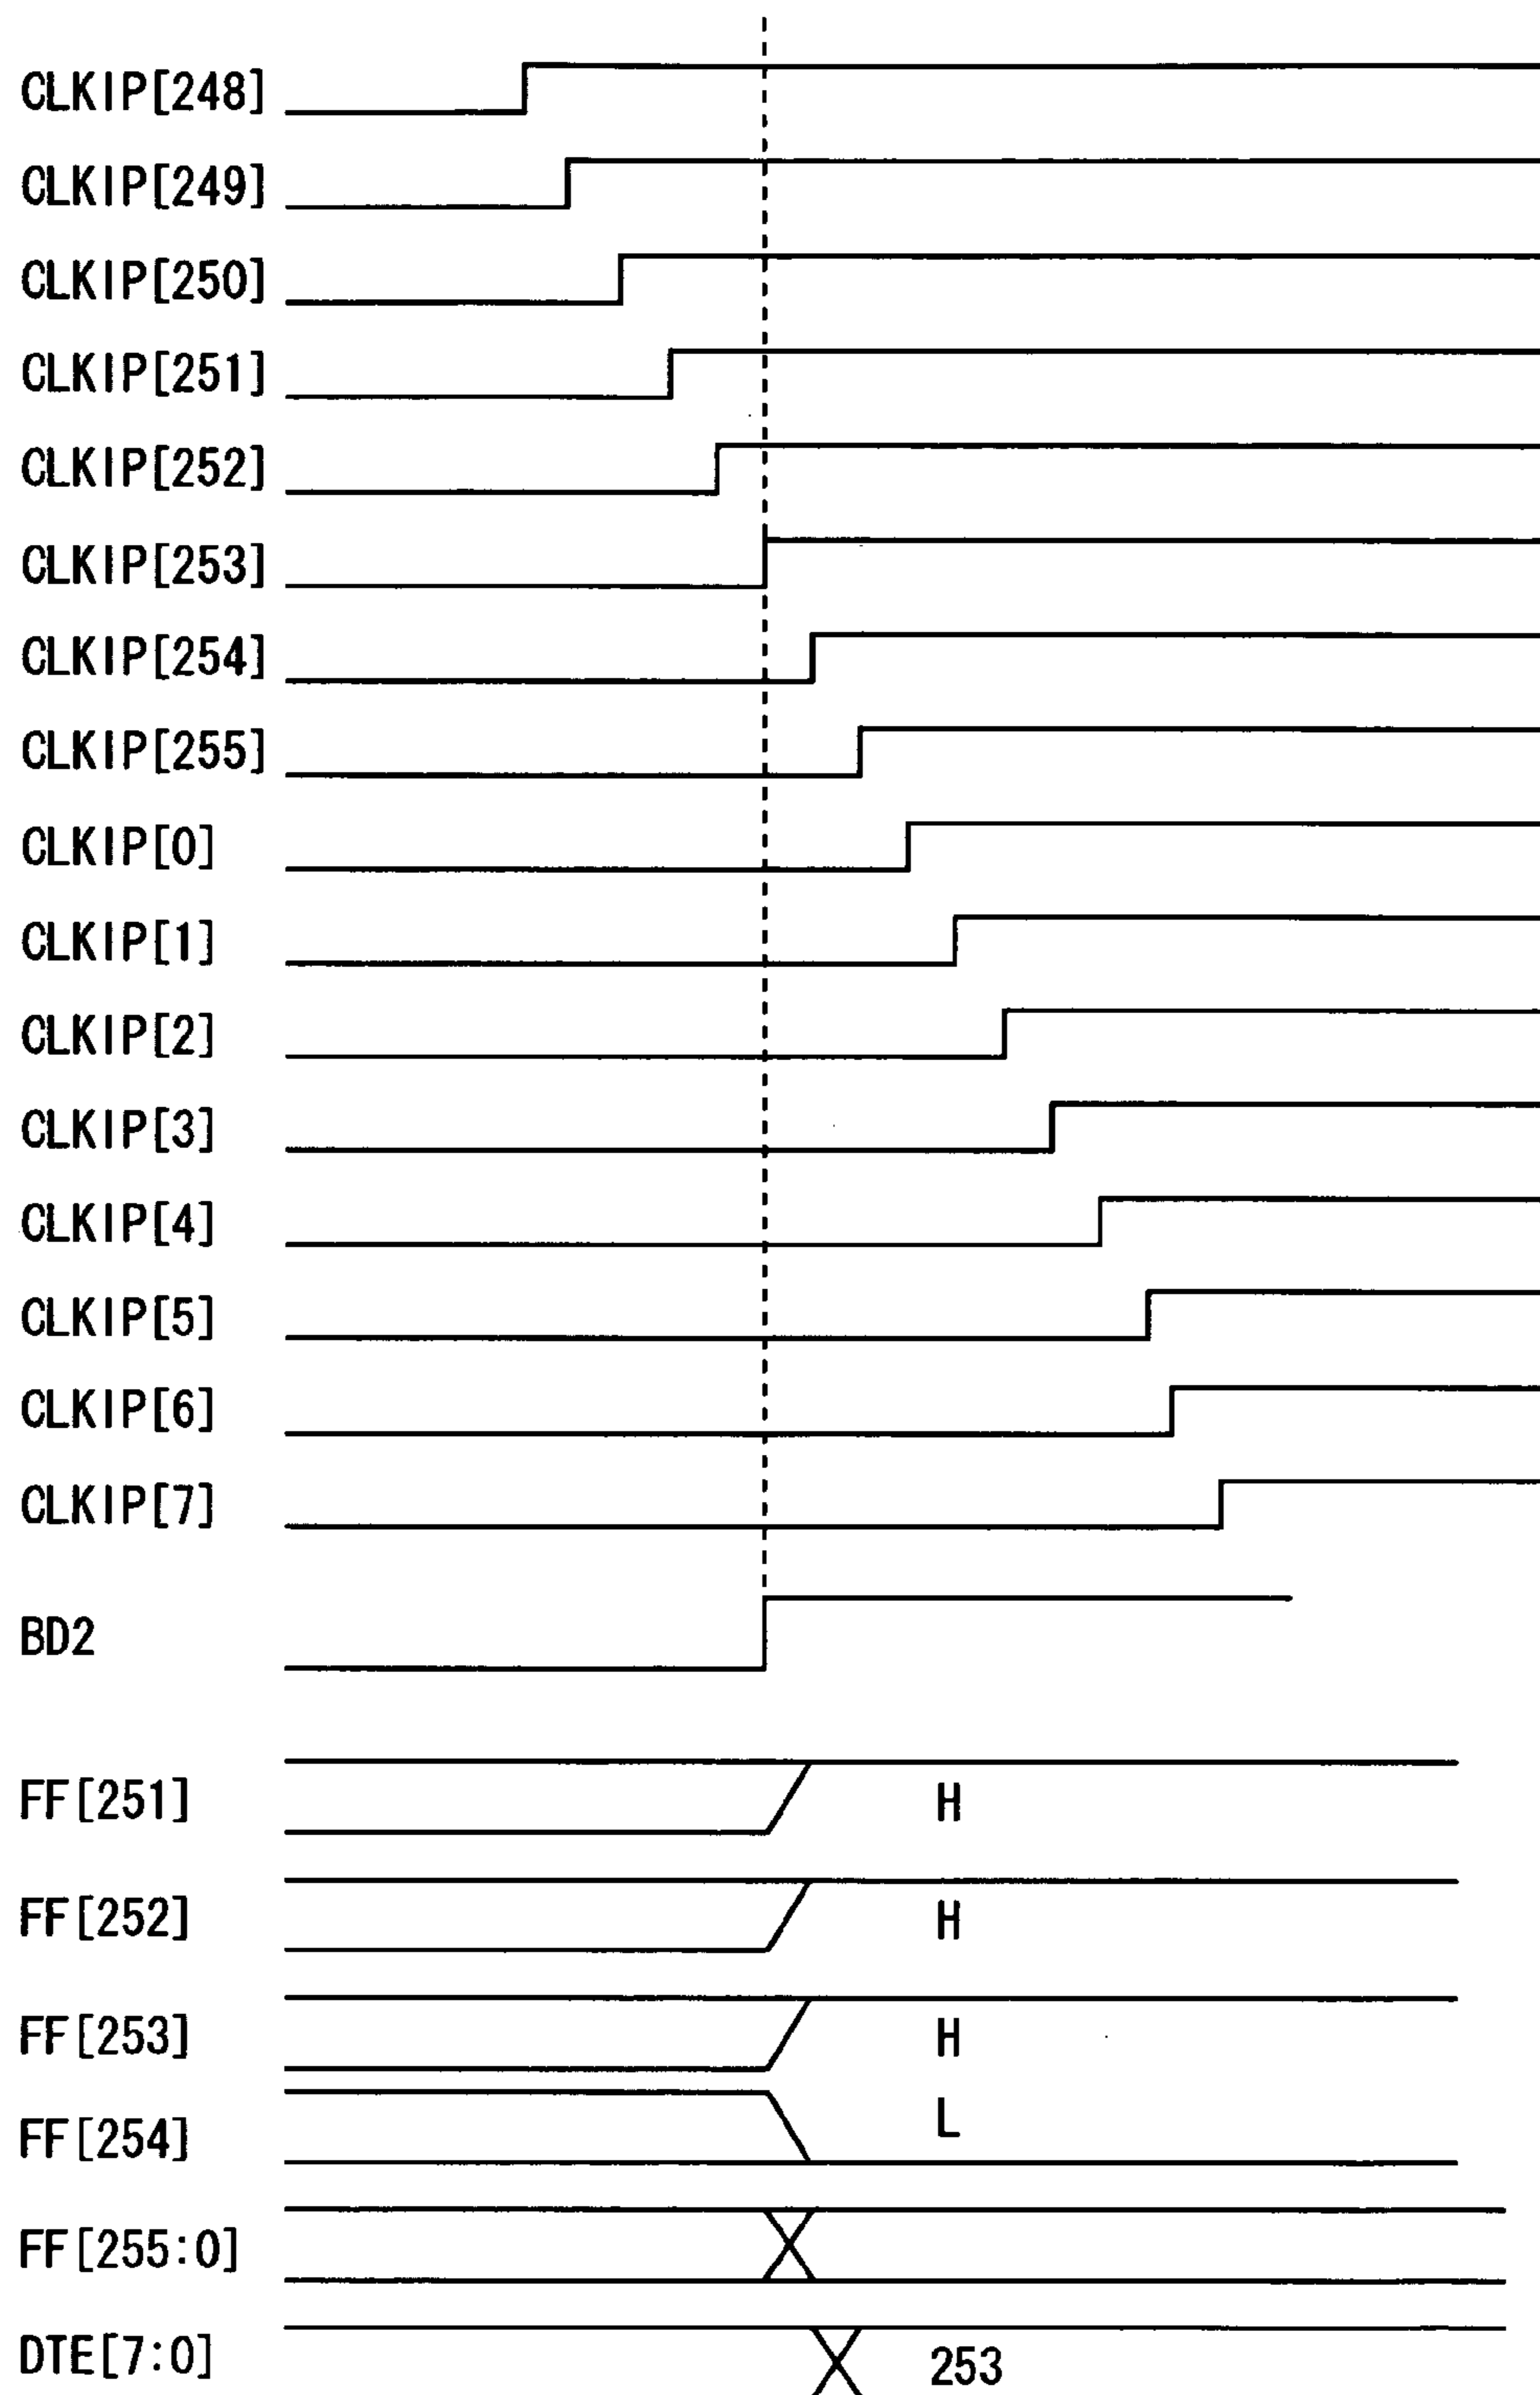 CLKIP[248]
CLKIP[249]
CLKIP[250]
CLKIP[251]
CLKIP[252]
CLKIP[253]
CLKIP[254]
CLKIP[255]
CLKIP[0]
CLKIP[1]
CLKIP[2]
CLKIP[3]
CLKIP[4]
CLKIP[5]
CLKIP[6]
CLKIP[7]
BD2
FF[251] H
FF[252] H
FF[253] H
FF[254] L
FF[255:0]
DTE[7:0] 253